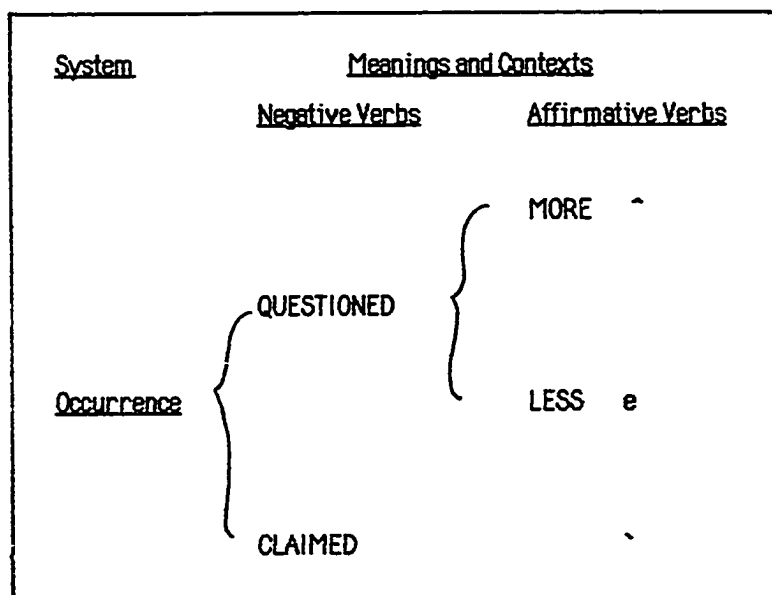 System Meanings and Contexts
Negative Verbs Affirmative Verbs
MORE ^
QUESTIONED
Occurrence LESS e
CLAIMED `